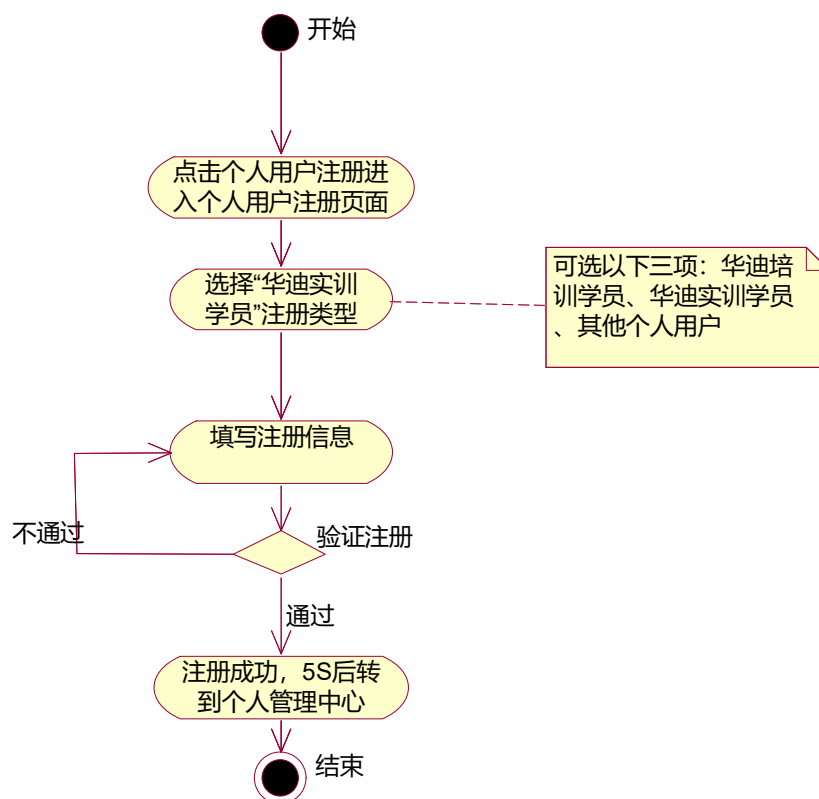 开始
点击个人用户注册进
入个人用户注册页面
选择“华迪实训
学员”注册类型
可选以下三项：华迪培
训学员、华迪实训学员
、其他个人用户
填写注册信息
不通过
验证注册
通过
注册成功，5S后转
到个人管理中心
结束